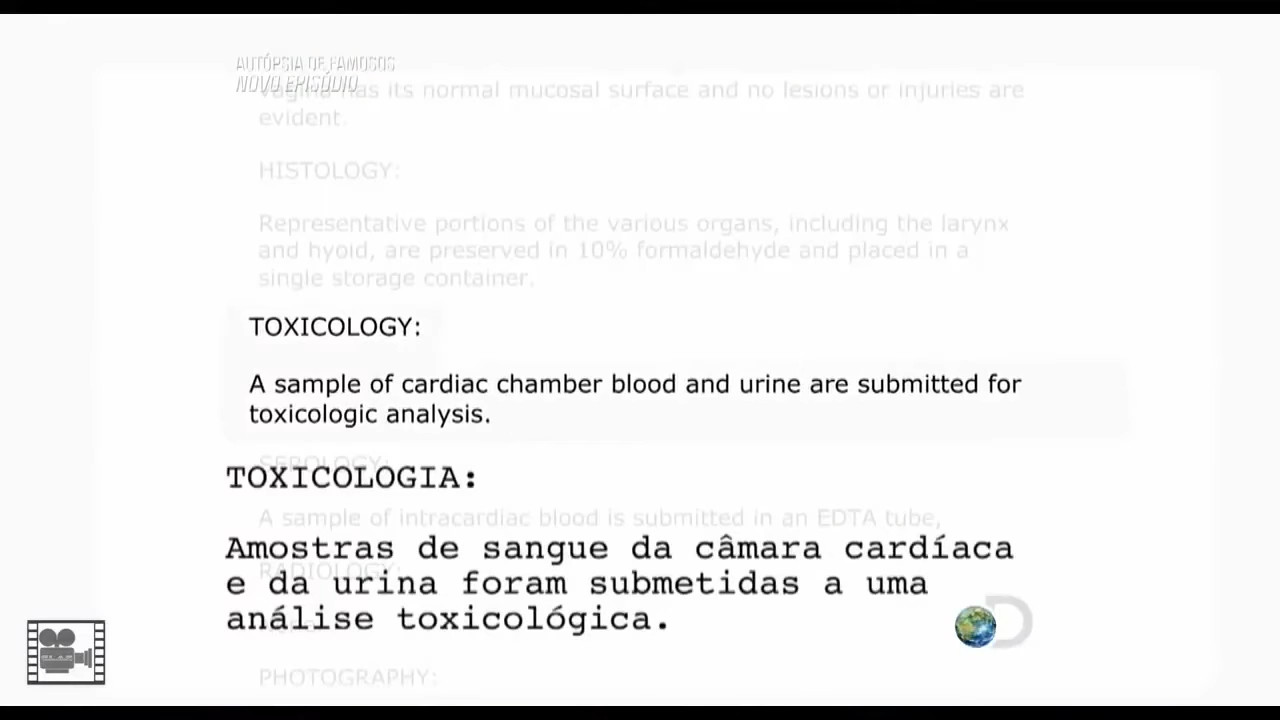 AUTÓPSIA DE FAMOSOS
NOVO EPISÓDIO
vagina has its normal mucosal surface and no lesions or injuries are
evident.
HISTOLOGY:
Representative portions of the various organs, including the larynx
and hyoid, are preserved in 10% formaldehyde and placed in a
single storage container.
TOXICOLOGY:
A sample of cardiac chamber blood and urine are submitted for
toxicologic analysis.
SEROLOGY:
TOXICOLOGIA:
A sample of intracardiac blood is submitted in an EDTA tube,
Amostras de sangue da câmara cardíaca
RADIOLOGY:
e da urina foram submetidas a uma
análise toxicológica.
PHOTOGRAPHY: